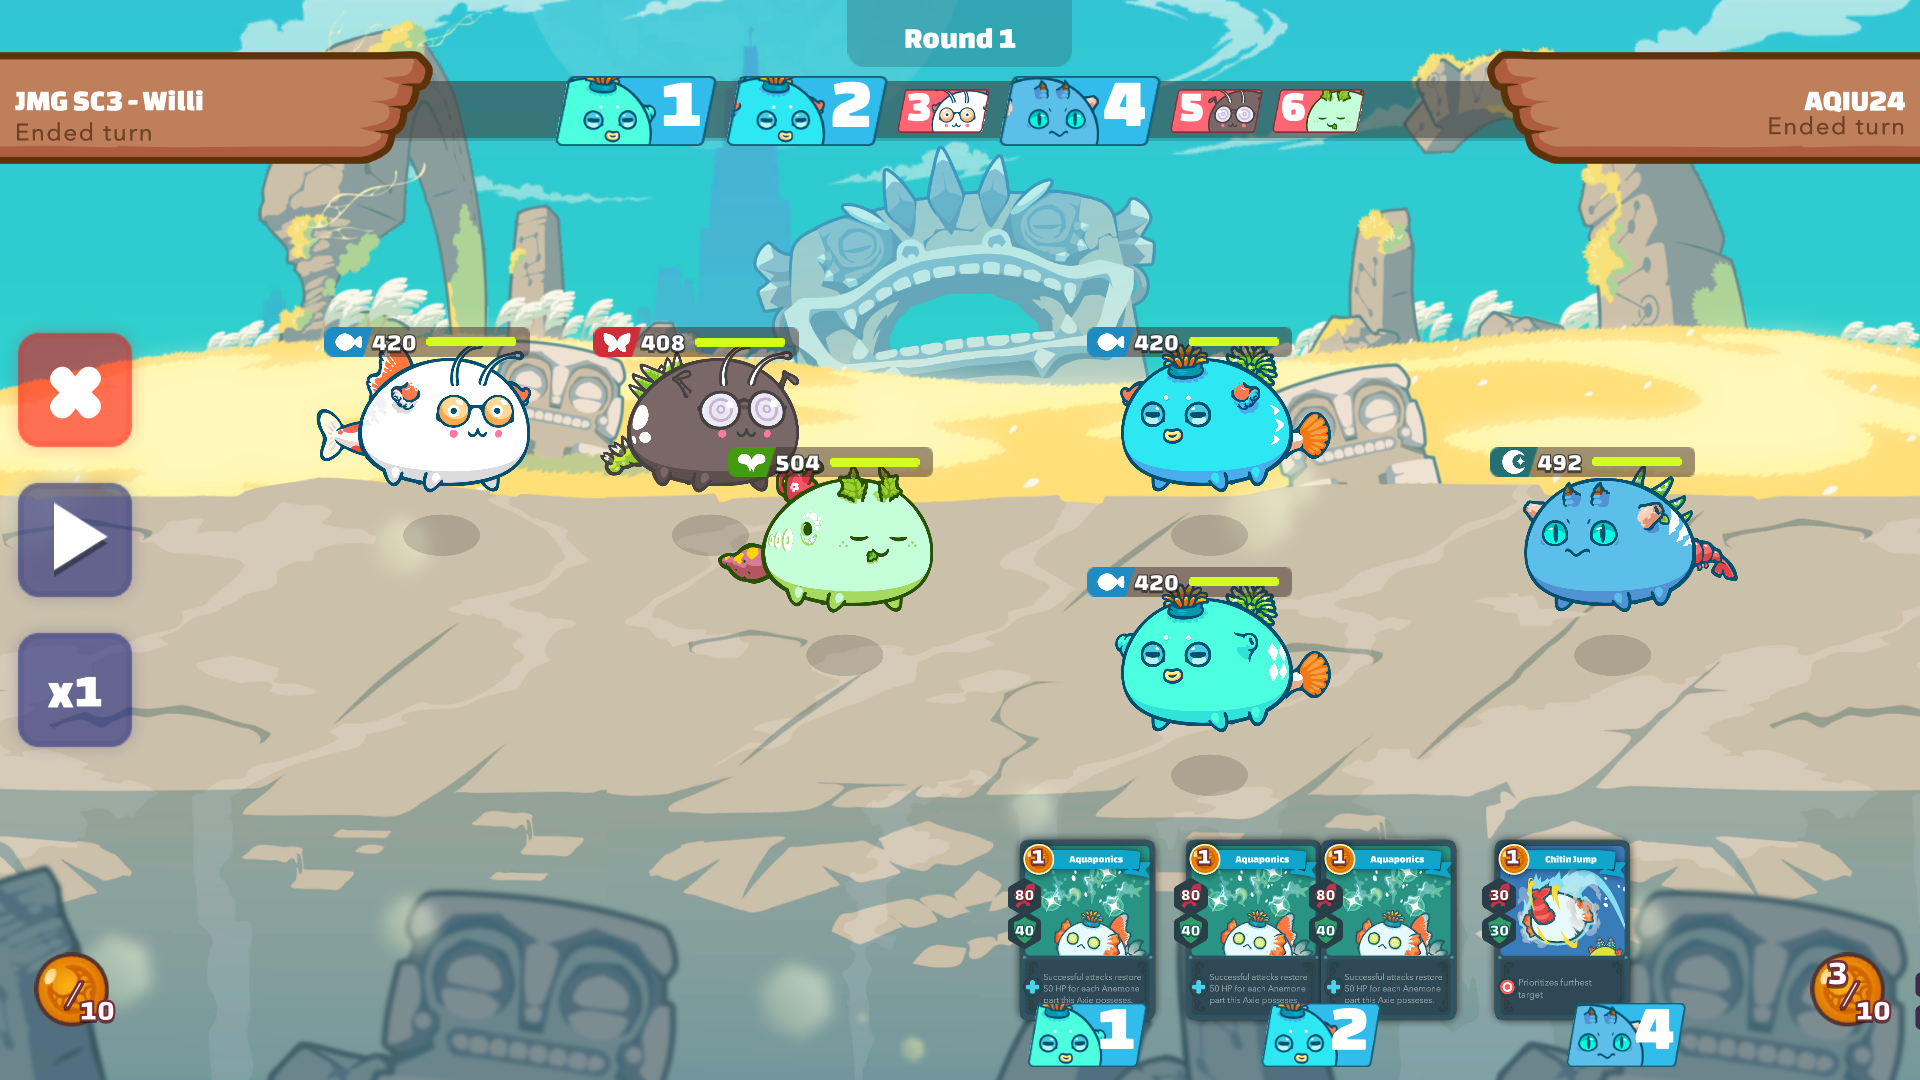 Round 1
JMG SC3 - Willi
Ended turn
AQIU24
Ended turn
1
2
3
4
5
6
420
408
420
504
492
420
x1
1
Aquaponics
80
40
Successful attacks restore
50 HP for each Anemone
part this Axie posseses.
1
Aquaponics
80
40
Successful attacks restore
50 HP for each Anemone
part this Axie posseses.
1
Aquaponics
80
40
Successful attacks restore
50 HP for each Anemone
part this Axie posseses.
1
Chitin Jump
30
30
Prioritizes furthest
target
/10
3/10
1
2
4